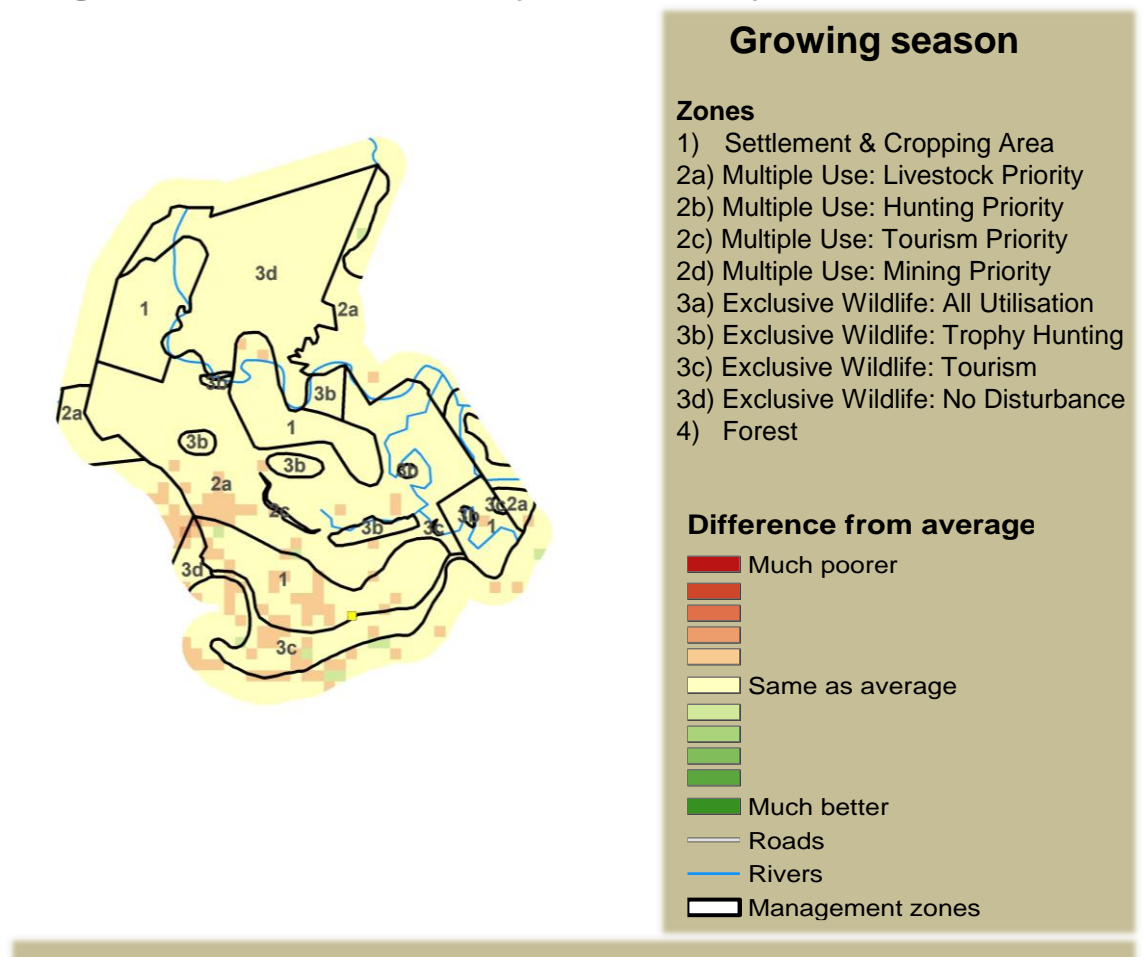 Growing season
Zones
1) Settlement & Cropping Area
2a) Multiple Use: Livestock Priority
2b) Multiple Use: Hunting Priority
2c) Multiple Use: Tourism Priority
2d) Multiple Use: Mining Priority
3a) Exclusive Wildlife: All Utilisation
3b) Exclusive Wildlife: Trophy Hunting
3c) Exclusive Wildlife: Tourism
3d) Exclusive Wildlife: No Disturbance
4) Forest
Difference from average
Much poorer
Same as average
Much better
Roads
Rivers
Management zones
3d
1
2a
3b
3b
2a
1
3b
3b
2a
3c
2a
3b
3c
3b
1
3d
1
3c